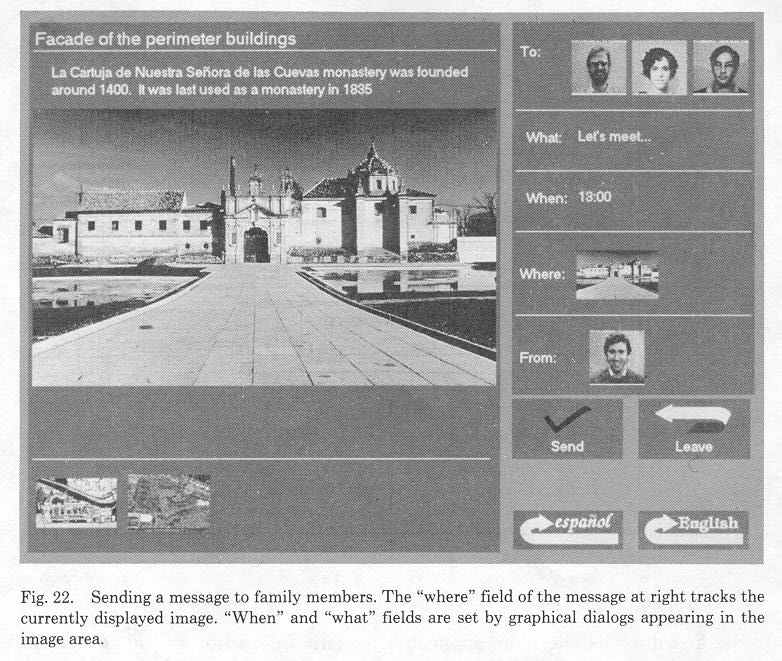 Facade of the perimeter buildings
La Cartuja de Nuestra Señora de las Cuevas monastery was founded
around 1400. It was last used as a monastery in 1835
To:
What: Let's meet...
When: 13:00
Where:
From:
Send
Leave
español
English
Fig. 22. Sending a message to family members. The “where” field of the message at right tracks the
currently displayed image. “When” and “what” fields are set by graphical dialogs appearing in the
image area.